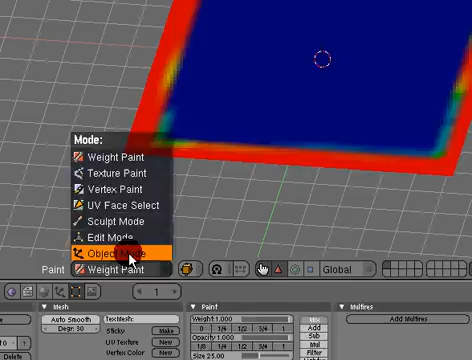 Mode:
Weight Paint
Texture Paint
Vertex Paint
UV Face Select
Sculpt Mode
Edit Mode
Object Mode
Paint
Weight Paint
Global
1
Mesh
Paint
Multires
Auto Smooth
Degr: 30
TexMesh:
Sticky
Make
UV Texture
New
Vertex Color
New
Weight:1.000
0
1/4
1/2
3/4
1
Opacity:1.000
1/4
1/2
3/4
1
Size 25.00
Mix
Add
Sub
Mul
Filter
Add Multires